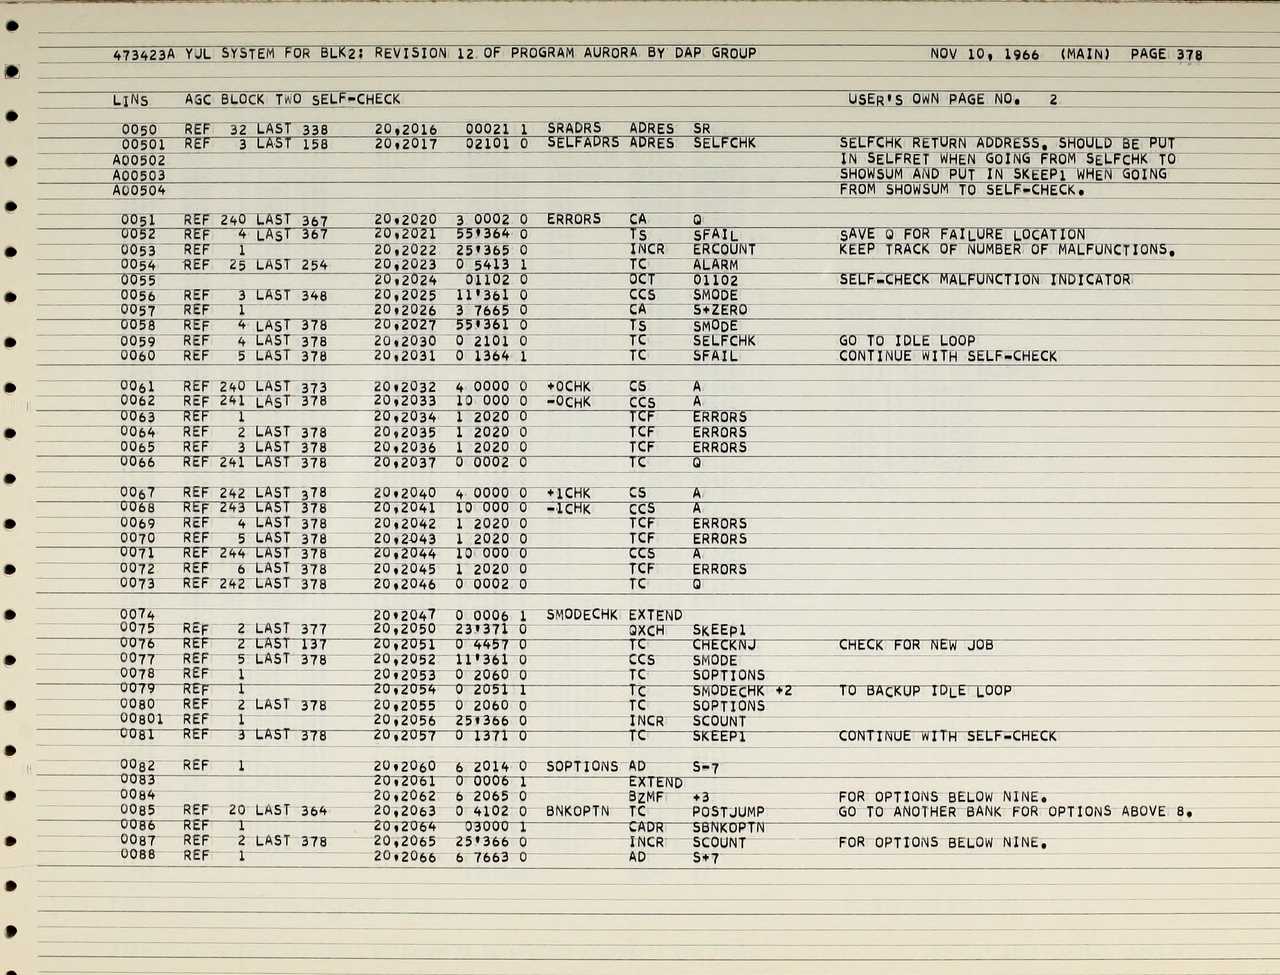 473423A YUL SYSTEM FOR BLK2: REVISION 12 OF PROGRAM AURORA BY DAP GROUP NOV 10, 1966 (MAIN) PAGE 378
LINS AGC BLOCK TWO SELF-CHECK USER'S OWN PAGE NO. 2
0050 REF 32 LAST 338 20,2016 00021 1 SRADRS ADRES SR
00501 REF 3 LAST 158 20,2017 02101 0 SELFADRS ADRES SELFCHK SELFCHK RETURN ADDRESS. SHOULD BE PUT
A00502 IN SELFRET WHEN GOING FROM SELFCHK TO
A00503 SHOWSUM AND PUT IN SKEEP1 WHEN GOING
A00504 FROM SHOWSUM TO SELF-CHECK.
0051 REF 240 LAST 367 20,2020 3 0002 0 ERRORS CA Q
0052 REF 4 LAST 367 20,2021 55'364 0 TS SFAIL SAVE Q FOR FAILURE LOCATION
0053 REF 1 20,2022 25'365 0 INCR ERCOUNT KEEP TRACK OF NUMBER OF MALFUNCTIONS.
0054 REF 25 LAST 254 20,2023 0 5413 1 TC ALARM
0055 20,2024 01102 0 OCT 01102 SELF-CHECK MALFUNCTION INDICATOR
0056 REF 3 LAST 348 20,2025 11'361 0 CCS SMODE
0057 REF 1 20,2026 3 7665 0 CA S+ZERO
0058 REF 4 LAST 378 20,2027 55'361 0 TS SMODE
0059 REF 4 LAST 378 20,2030 0 2101 0 TC SELFCHK GO TO IDLE LOOP
0060 REF 5 LAST 378 20,2031 0 1364 1 TC SFAIL CONTINUE WITH SELF-CHECK
0061 REF 240 LAST 373 20,2032 4 0000 0 +0CHK CS A
0062 REF 241 LAST 378 20,2033 10 000 0 -0CHK CCS A
0063 REF 1 20,2034 1 2020 0 TCF ERRORS
0064 REF 2 LAST 378 20,2035 1 2020 0 TCF ERRORS
0065 REF 3 LAST 378 20,2036 1 2020 0 TCF ERRORS
0066 REF 241 LAST 378 20,2037 0 0002 0 TC Q
0067 REF 242 LAST 378 20,2040 4 0000 0 +1CHK CS A
0068 REF 243 LAST 378 20,2041 10 000 0 -1CHK CCS A
0069 REF 4 LAST 378 20,2042 1 2020 0 TCF ERRORS
0070 REF 5 LAST 378 20,2043 1 2020 0 TCF ERRORS
0071 REF 244 LAST 378 20,2044 10 000 0 CCS A
0072 REF 6 LAST 378 20,2045 1 2020 0 TCF ERRORS
0073 REF 242 LAST 378 20,2046 0 0002 0 TC Q
0074 20,2047 0 0006 1 SMODECHK EXTEND
0075 REF 2 LAST 377 20,2050 23'371 0 QXCH SKEEP1
0076 REF 2 LAST 137 20,2051 0 4457 0 TC CHECKNJ CHECK FOR NEW JOB
0077 REF 5 LAST 378 20,2052 11'361 0 CCS SMODE
0078 REF 1 20,2053 0 2060 0 TC SOPTIONS
0079 REF 1 20,2054 0 2051 1 TC SMODECHK +2 TO BACKUP IDLE LOOP
0080 REF 2 LAST 378 20,2055 0 2060 0 TC SOPTIONS
00801 REF 1 20,2056 25'366 0 INCR SCOUNT
0081 REF 3 LAST 378 20,2057 0 1371 0 TC SKEEP1 CONTINUE WITH SELF-CHECK
0082 REF 1 20,2060 6 2014 0 SOPTIONS AD S-7
0083 20,2061 0 0006 1 EXTEND
0084 20,2062 6 2065 0 BZMF +3 FOR OPTIONS BELOW NINE.
0085 REF 20 LAST 364 20,2063 0 4102 0 BNKOPTN TC POSTJUMP GO TO ANOTHER BANK FOR OPTIONS ABOVE 8.
0086 REF 1 20,2064 03000 1 CADR SBNKOPTN
0087 REF 2 LAST 378 20,2065 25'366 0 INCR SCOUNT FOR OPTIONS BELOW NINE.
0088 REF 1 20,2066 6 7663 0 AD S+7